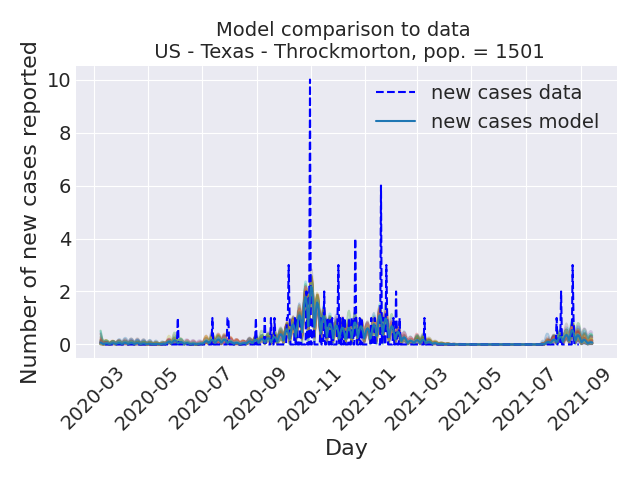 Model comparison to data
US - Texas - Throckmorton, pop. = 1501
Number of new cases reported
10
8
6
4
2
0
new cases data
new cases model
2020-03
2020-05
2020-07
2020-09
2020-11
2021-01
2021-03
2021-05
2021-07
2021-09
Day